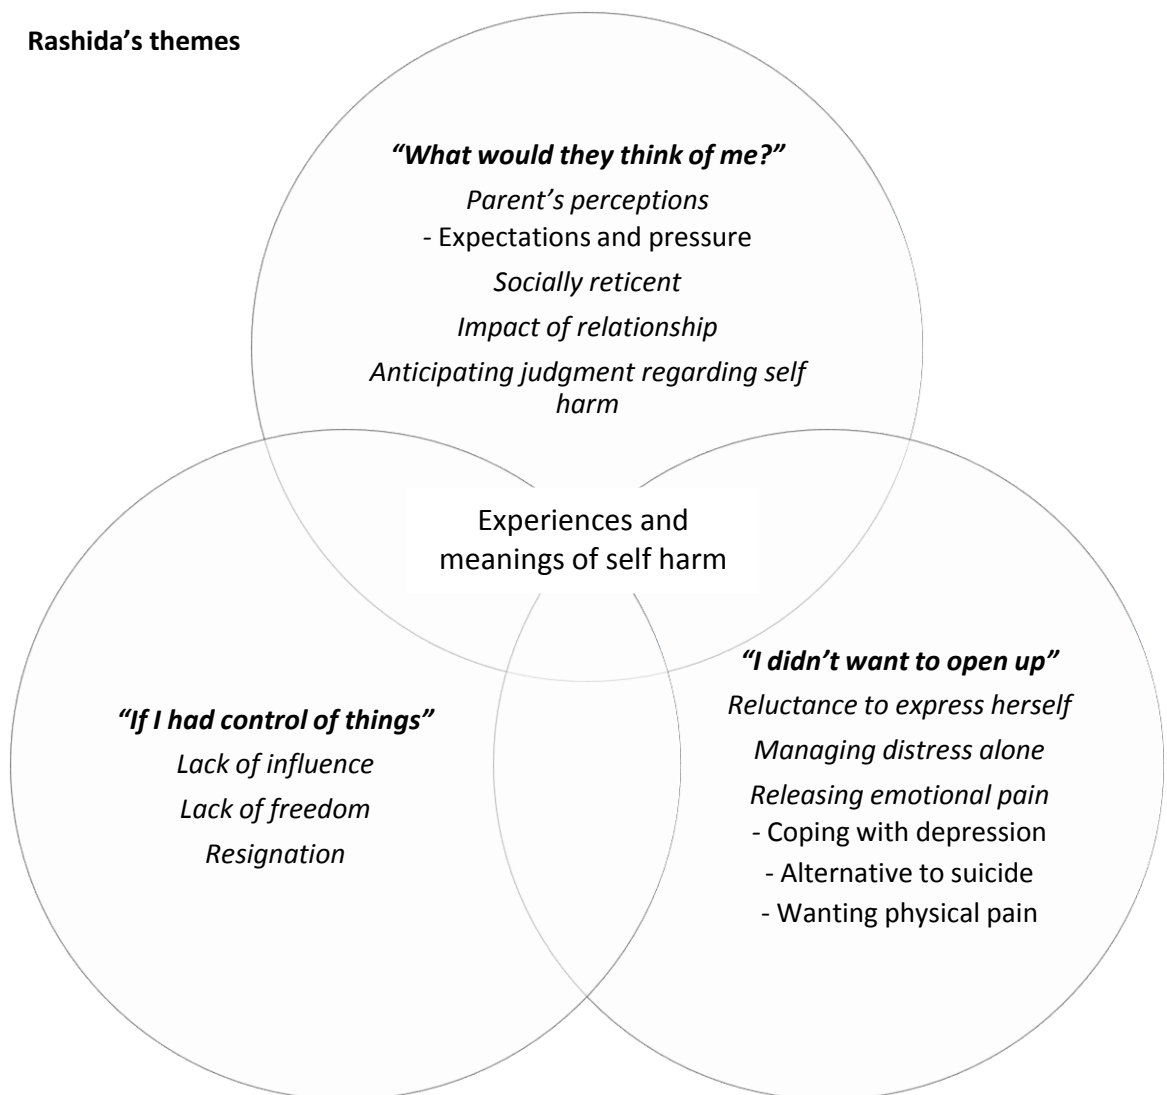 Rashida’s themes
“What would they think of me?”
Parent’s perceptions
- Expectations and pressure
Socially reticent
Impact of relationship
Anticipating judgment regarding self
harm
Experiences and
meanings of self harm
“If I had control of things”
Lack of influence
Lack of freedom
Resignation
“I didn’t want to open up”
Reluctance to express herself
Managing distress alone
Releasing emotional pain
- Coping with depression
- Alternative to suicide
- Wanting physical pain